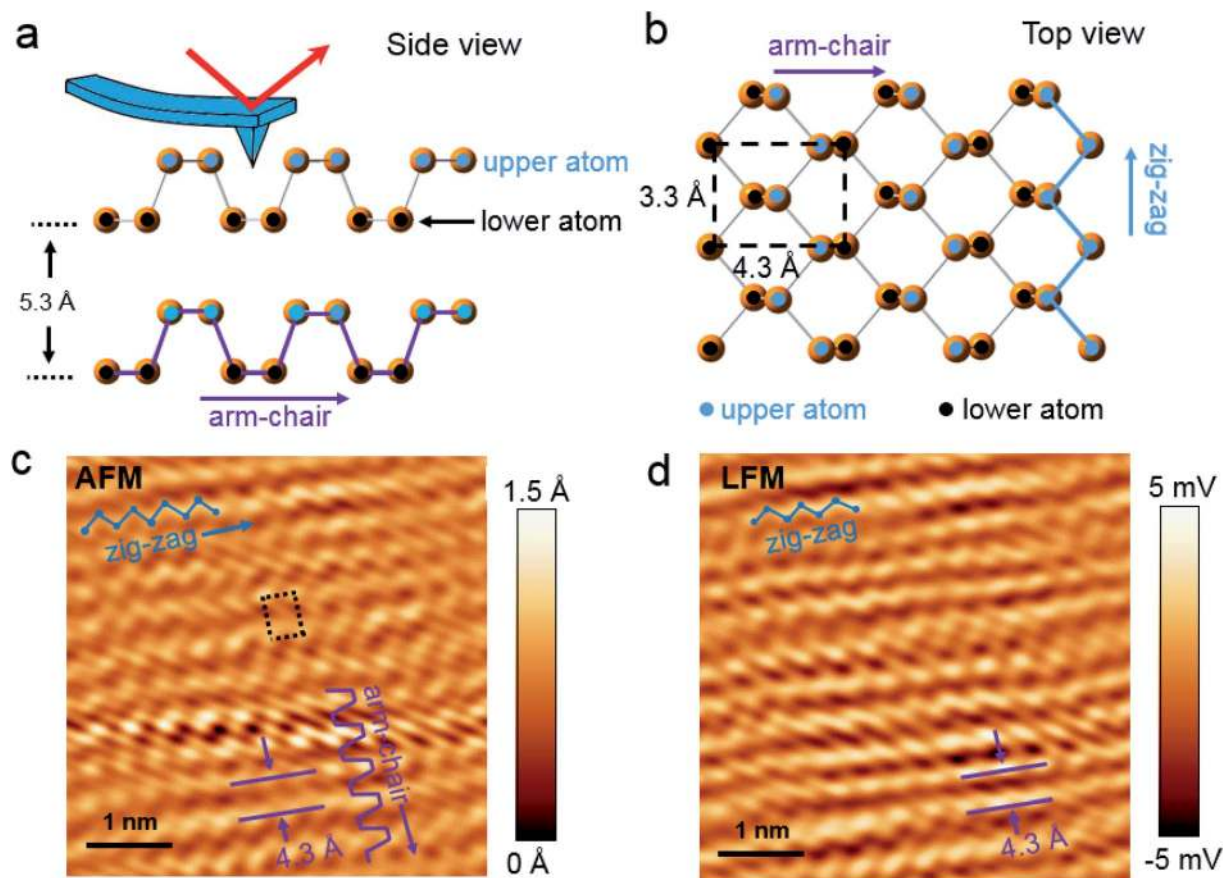 a
Side view
upper atom
lower atom
5.3 Å
arm-chair
b
Top view
arm-chair
zig-zag
3.3 Å
4.3 Å
upper atom
lower atom
c
AFM
zig-zag
arm-chair
4.3 Å
1 nm
1.5 Å
0 Å
d
LFM
zig-zag
4.3 Å
1 nm
5 mV
-5 mV